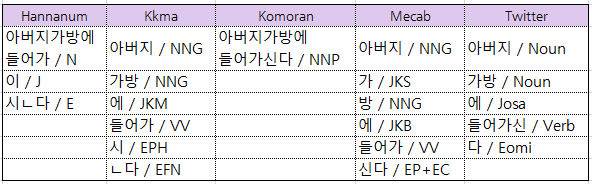 Hannanum Kkma Komoran Mecab Twitter
아버지가방에 들어가 / N 아버지 / NNG 아버지가방에 들어가신다 / NNP 아버지 / NNG 아버지 / Noun
이 / J 가방 / NNG 가 / JKS 가방 / Noun
시ㄴ다 / E 에 / JKM 방 / NNG 에 / Josa
들어가 / VV 에 / JKB 들어가신 / Verb
시 / EPH 들어가 / VV 다 / Eomi
ㄴ다 / EFN 신다 / EP+EC